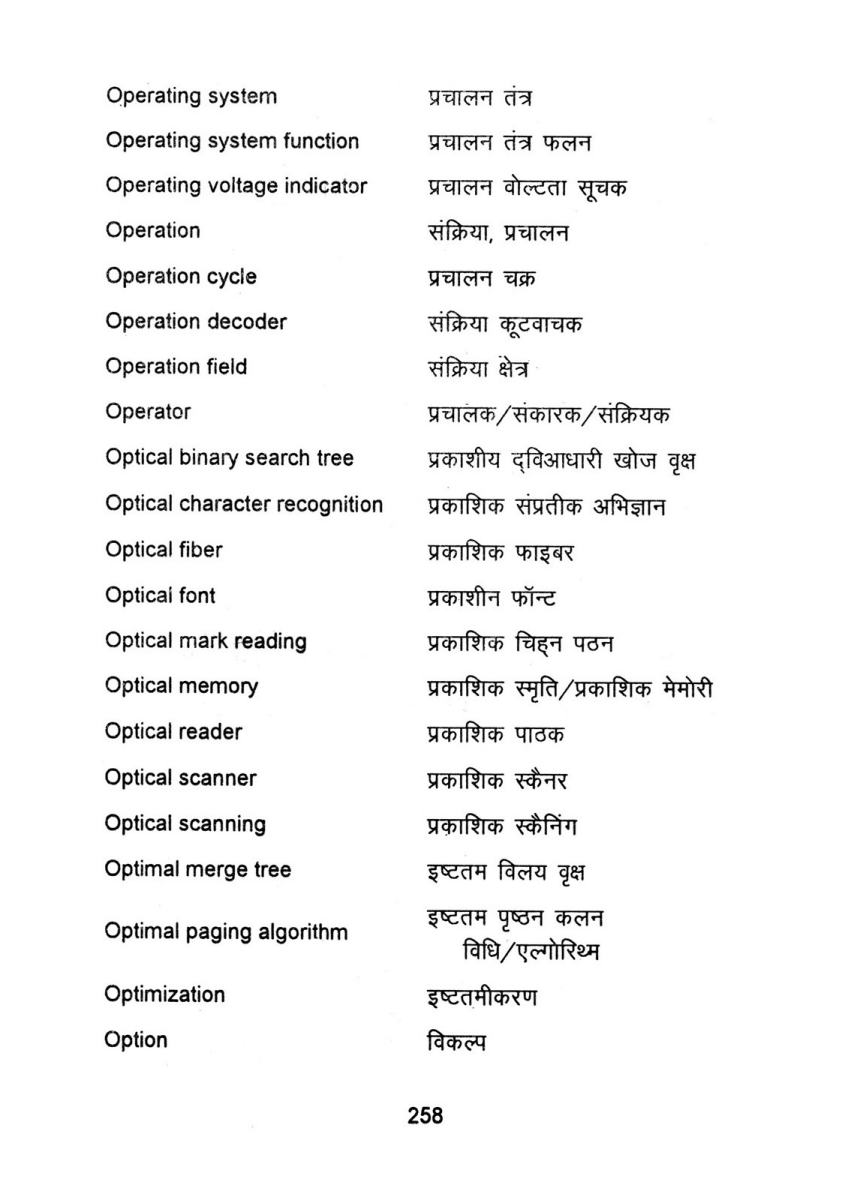 Operating system प्रचालन तंत्र
Operating system function प्रचालन तंत्र फलन
Operating voltage indicator प्रचालन वोल्टता सूचक
Operation संक्रिया, प्रचालन
Operation cycle प्रचालन चक्र
Operation decoder संक्रिया कूटवाचक
Operation field संक्रिया क्षेत्र
Operator प्रचालक/संकारक/संक्रियक
Optical binary search tree प्रकाशीय द्विआधारी खोज वृक्ष
Optical character recognition प्रकाशिक संप्रतीक अभिज्ञान
Optical fiber प्रकाशिक फाइबर
Optical font प्रकाशीन फॉन्ट
Optical mark reading प्रकाशिक चिह्न पठन
Optical memory प्रकाशिक स्मृति/प्रकाशिक मेमोरी
Optical reader प्रकाशिक पाठक
Optical scanner प्रकाशिक स्कैनर
Optical scanning प्रकाशिक स्कैनिंग
Optimal merge tree इष्टतम विलय वृक्ष
Optimal paging algorithm इष्टतम पृष्ठन कलन
विधि/एल्गोरिथ्म
Optimization इष्टतमीकरण
Option विकल्प
258